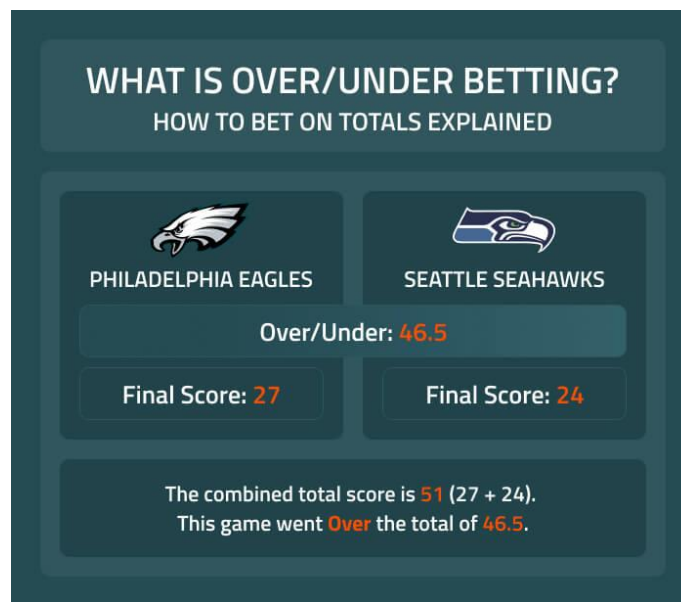 WHAT IS OVER/UNDER BETTING?
HOW TO BET ON TOTALS EXPLAINED
PHILADELPHIA EAGLES
SEATTLE SEAHAWKS
Over/Under: 46.5
Final Score: 27
Final Score: 24
The combined total score is 51 (27 + 24).
This game went Over the total of 46.5.